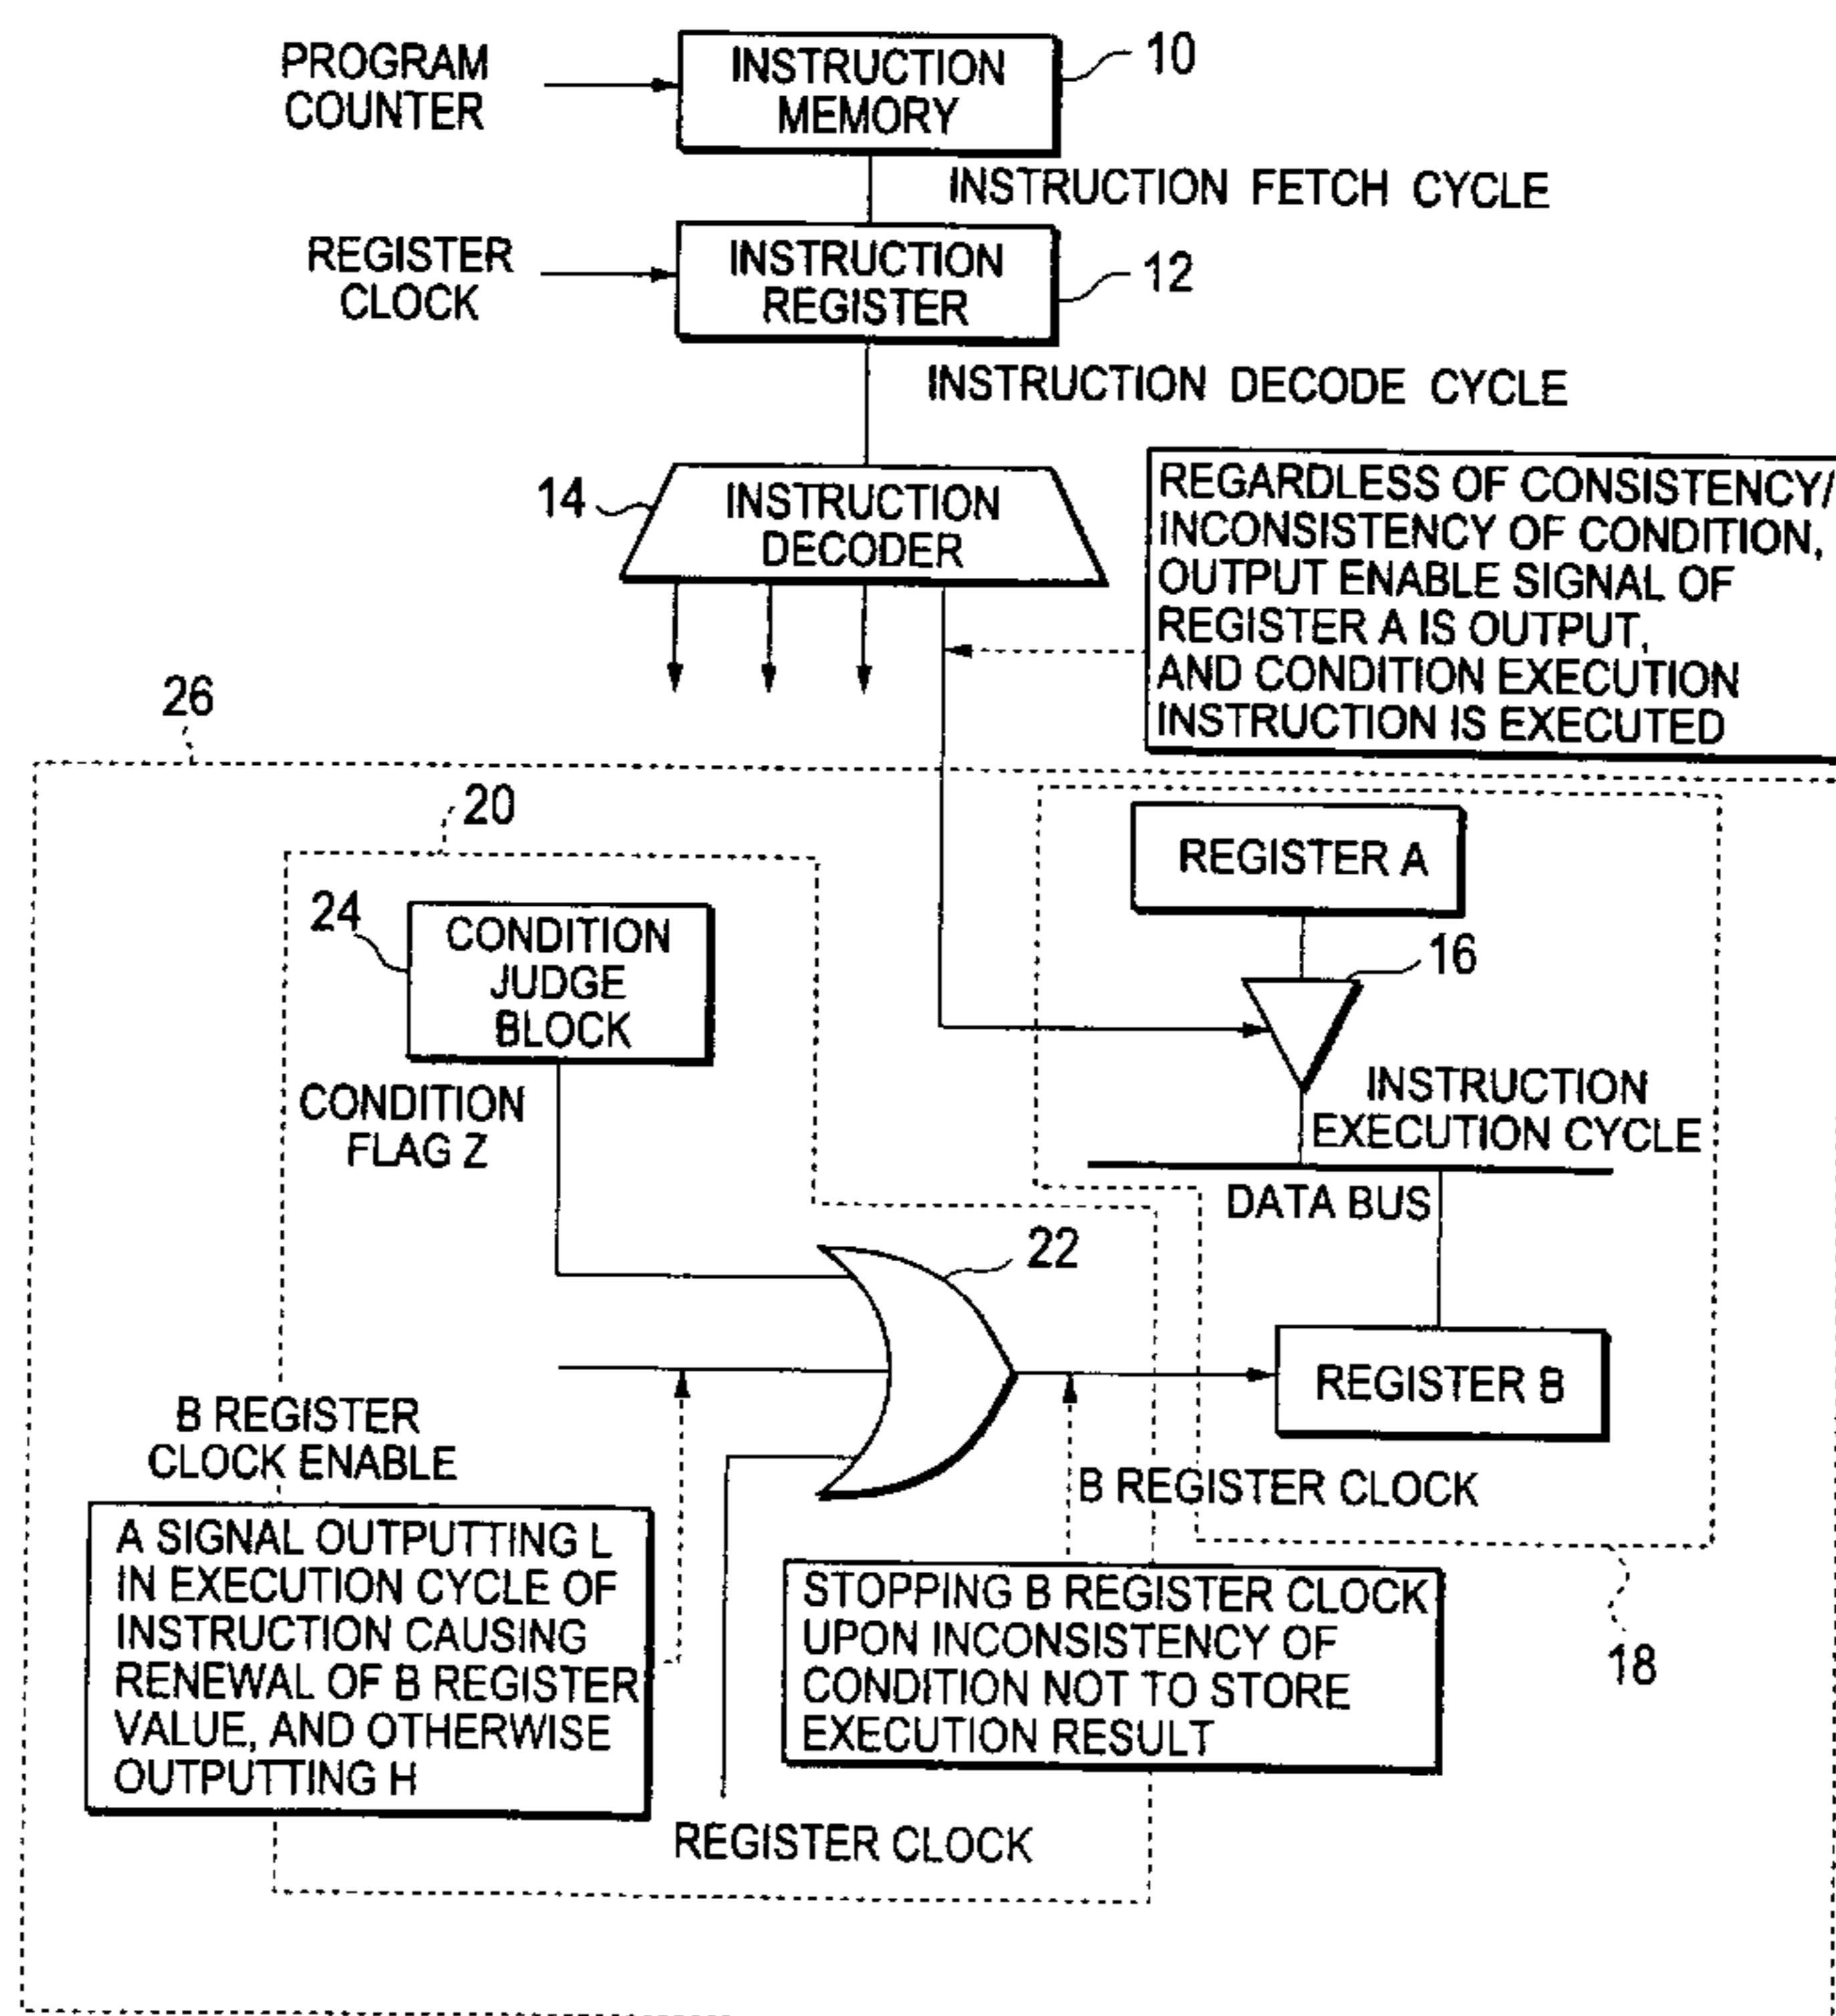 PROGRAM
COUNTER
INSTRUCTION
MEMORY
10
INSTRUCTION FETCH CYCLE
REGISTER
CLOCK
INSTRUCTION
REGISTER
12
INSTRUCTION DECODE CYCLE
14
INSTRUCTION
DECODER
REGARDLESS OF CONSISTENCY/
INCONSISTENCY OF CONDITION,
OUTPUT ENABLE SIGNAL OF
REGISTER A IS OUTPUT,
AND CONDITION EXECUTION
INSTRUCTION IS EXECUTED
26
20
REGISTER A
24
CONDITION
JUDGE
BLOCK
16
CONDITION
FLAG Z
INSTRUCTION
EXECUTION CYCLE
DATA BUS
22
REGISTER B
B REGISTER
CLOCK ENABLE
B REGISTER CLOCK
A SIGNAL OUTPUTTING L
IN EXECUTION CYCLE OF
INSTRUCTION CAUSING
RENEWAL OF B REGISTER
VALUE, AND OTHERWISE
OUTPUTTING H
STOPPING B REGISTER CLOCK
UPON INCONSISTENCY OF
CONDITION NOT TO STORE
EXECUTION RESULT
18
REGISTER CLOCK